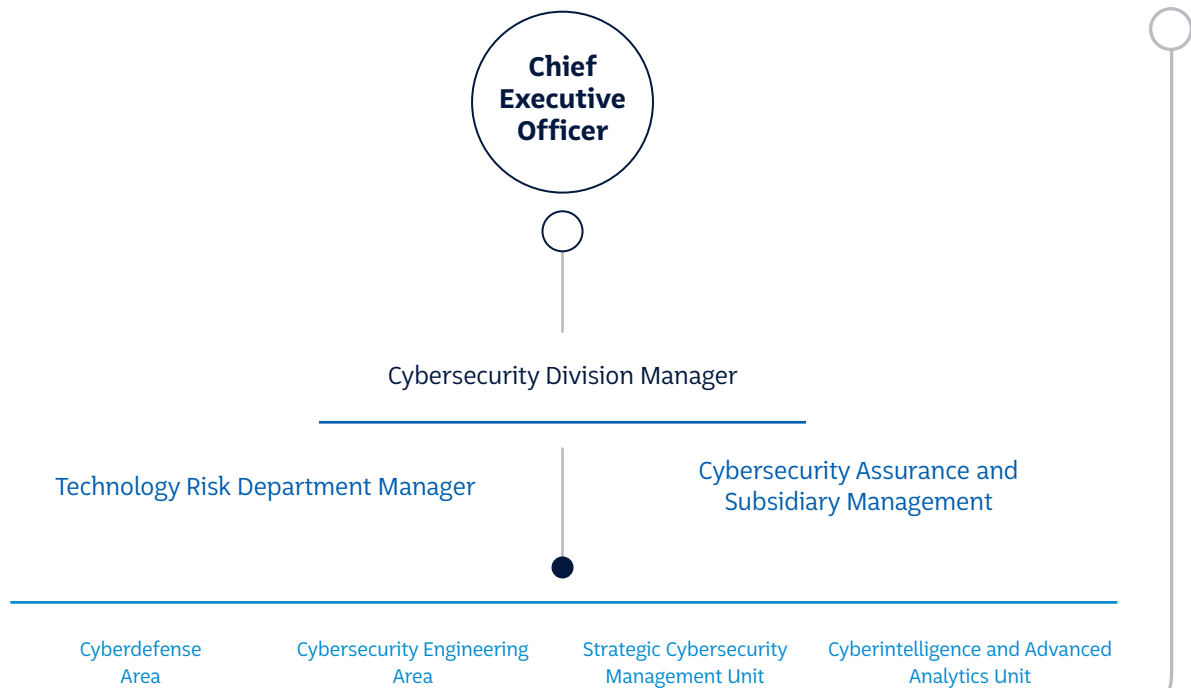 Chief
Executive
Officer
Cybersecurity Division Manager
Technology Risk Department Manager
Cybersecurity Assurance and
Subsidiary Management
Cyberdefense
Area
Cybersecurity Engineering
Area
Strategic Cybersecurity
Management Unit
Cyberintelligence and Advanced
Analytics Unit